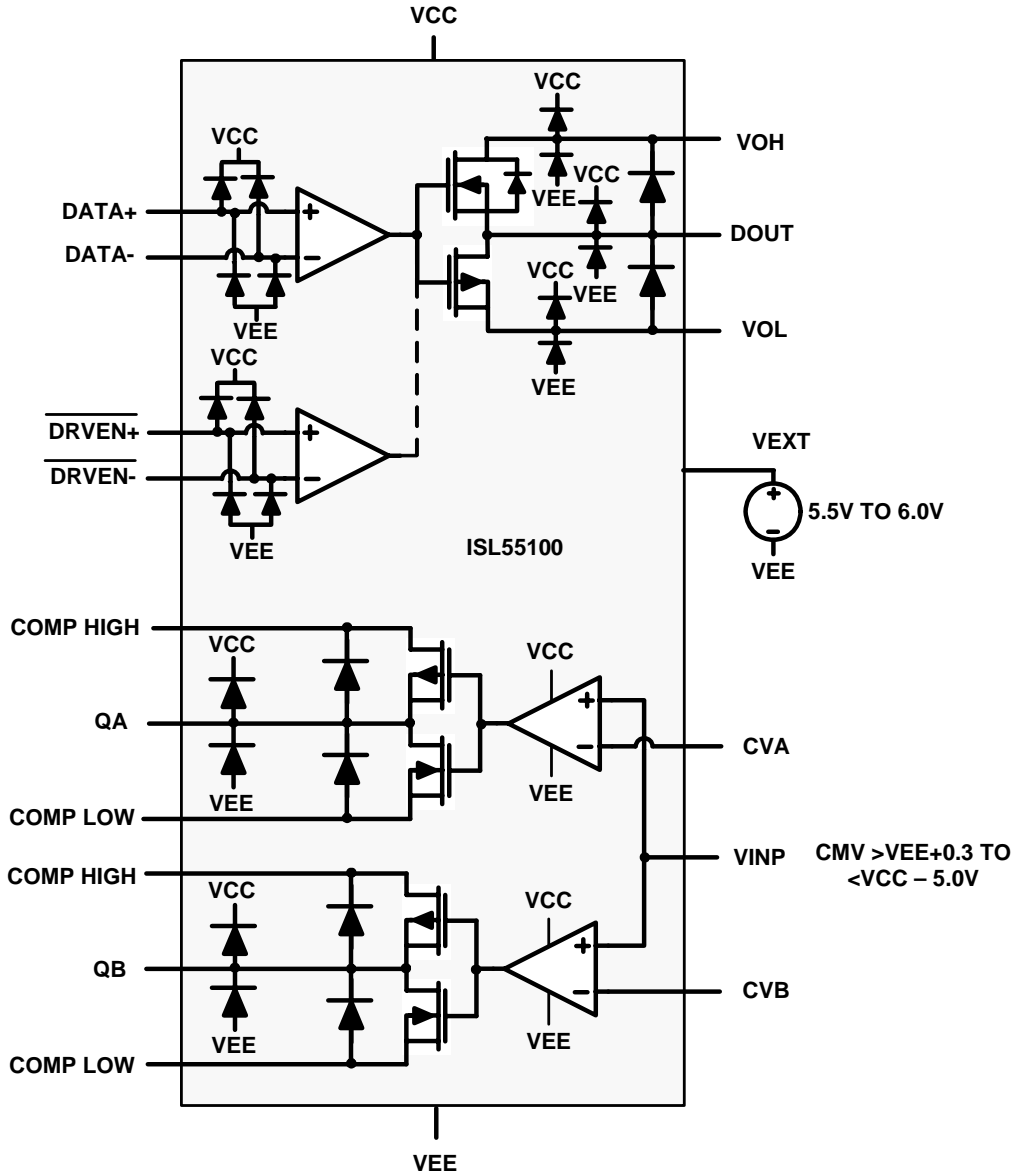 VCC
VCC
VOH
VCC
VEE
VCC
DATA+
+
DOUT
DATA-
−
VCC
VEE
VEE
VOL
VEE
VCC
DRVEN+
+
VEXT
DRVEN-
−
+
5.5V TO 6.0V
−
VEE
ISL55100
VEE
COMP HIGH
VCC
VCC
+
QA
−
CVA
VEE
VEE
COMP LOW
VINP
CMV >VEE+0.3 TO
<VCC – 5.0V
COMP HIGH
VCC
VCC
+
QB
−
CVB
VEE
VEE
COMP LOW
VEE